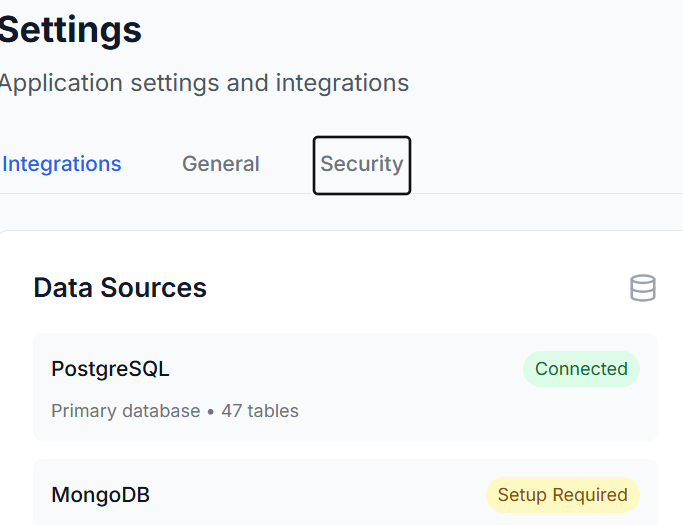 Settings
Application settings and integrations
Integrations General Security
Data Sources
PostgreSQL Connected
Primary database • 47 tables
MongoDB Setup Required